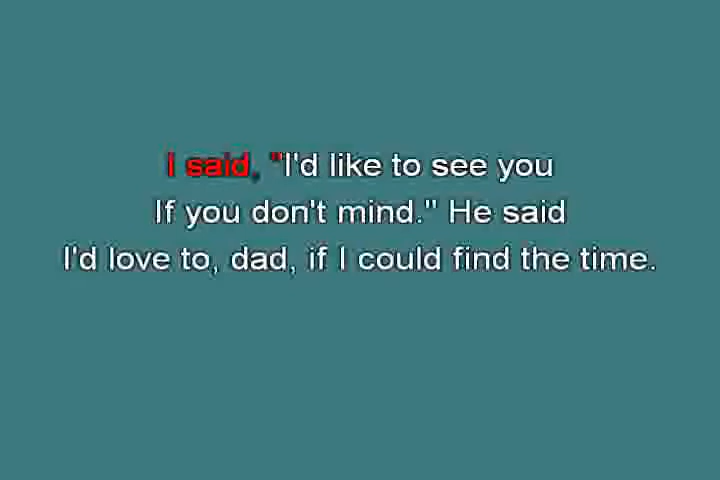 I said, "I'd like to see you
If you don't mind." He said
I'd love to, dad, if I could find the time.